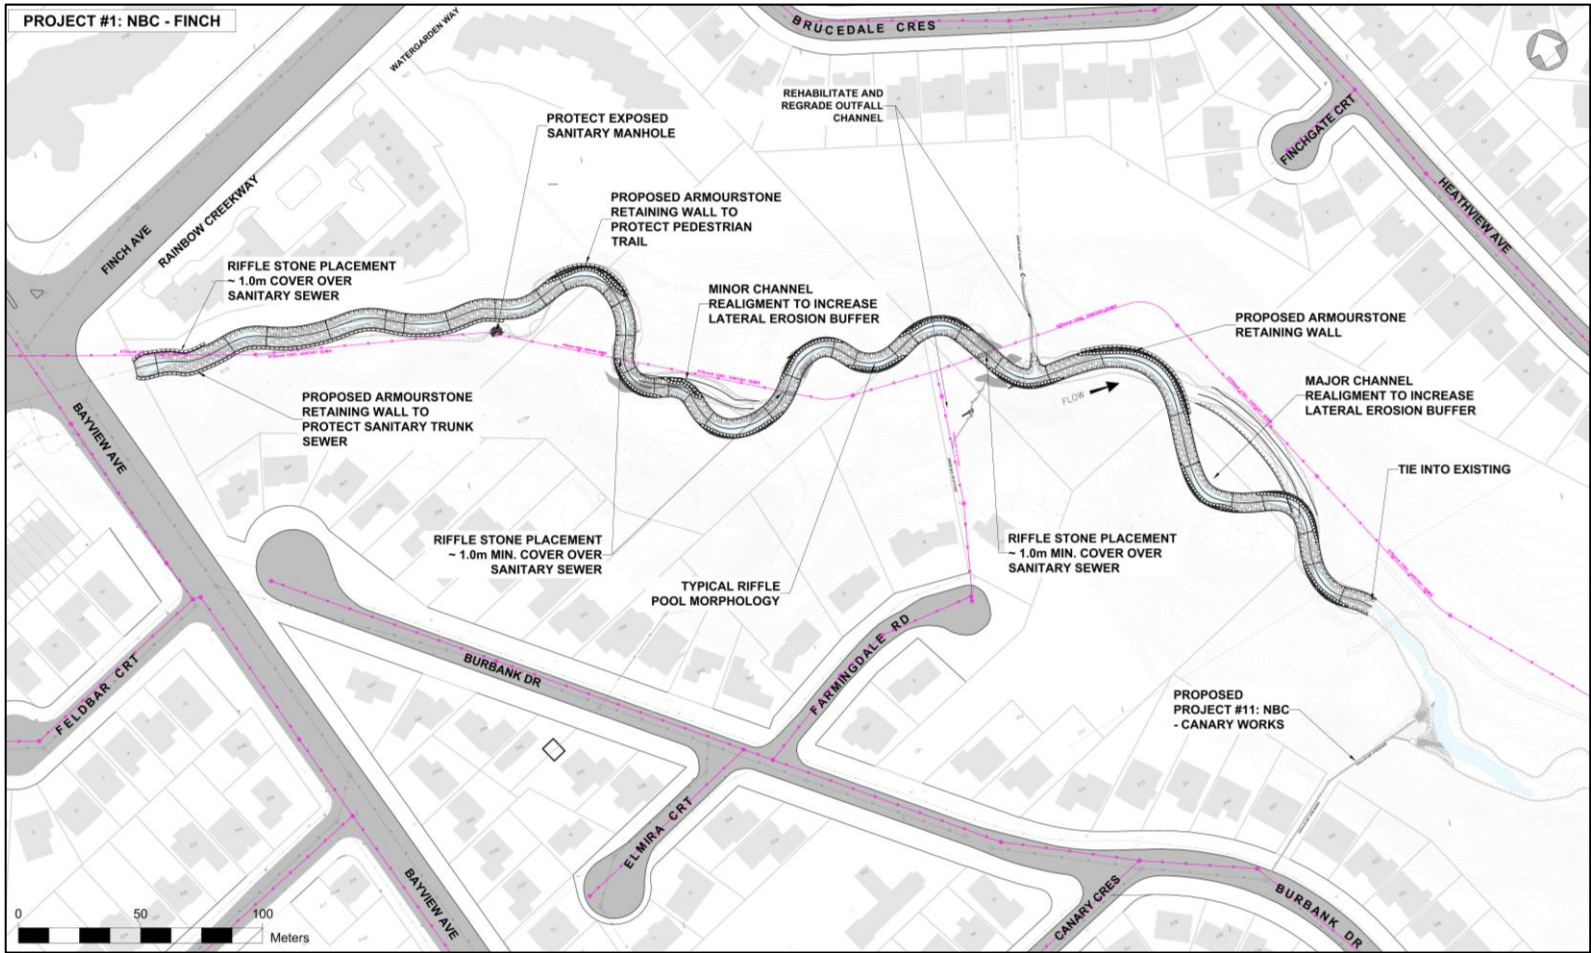 PROJECT #1: NBC - FINCH
BRUCEDALE CRES
WATERGARDEN WAY
REHABILITATE AND
REGRADE OUTFALL
CHANNEL
PROTECT EXPOSED
SANITARY MANHOLE
FINCHGATE CRT
HEATHVIEW AVE
FINCH AVE
RAINBOW CREEKWAY
PROPOSED ARMOURSTONE
RETAINING WALL TO
PROTECT PEDESTRIAN
TRAIL
RIFFLE STONE PLACEMENT
~ 1.0m COVER OVER
SANITARY SEWER
MINOR CHANNEL
REALIGMENT TO INCREASE
LATERAL EROSION BUFFER
PROPOSED ARMOURSTONE
RETAINING WALL
MAJOR CHANNEL
REALIGMENT TO INCREASE
LATERAL EROSION BUFFER
FLOW
PROPOSED ARMOURSTONE
RETAINING WALL TO
PROTECT SANITARY TRUNK
SEWER
BAYVIEW AVE
TIE INTO EXISTING
RIFFLE STONE PLACEMENT
~ 1.0m MIN. COVER OVER
SANITARY SEWER
TYPICAL RIFFLE
POOL MORPHOLOGY
RIFFLE STONE PLACEMENT
~ 1.0m MIN. COVER OVER
SANITARY SEWER
FELDBAR CRT
BURBANK DR
FARMINGDALE RD
PROPOSED
PROJECT #11: NBC
- CANARY WORKS
ELMIRA CRT
BAYVIEW AVE
CANARY CRES
BURBANK DR
0 50 100
Meters